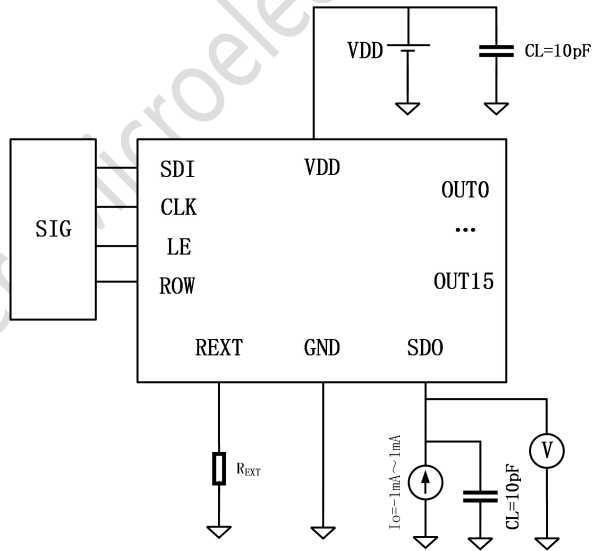 VDD
CL=10pF
SDI
VDD
CLK
OUT0
SIG
...
LE
ROW
OUT15
REXT
GND
SDO
REXT
Io=-1mA~1mA
CL=10pF
V